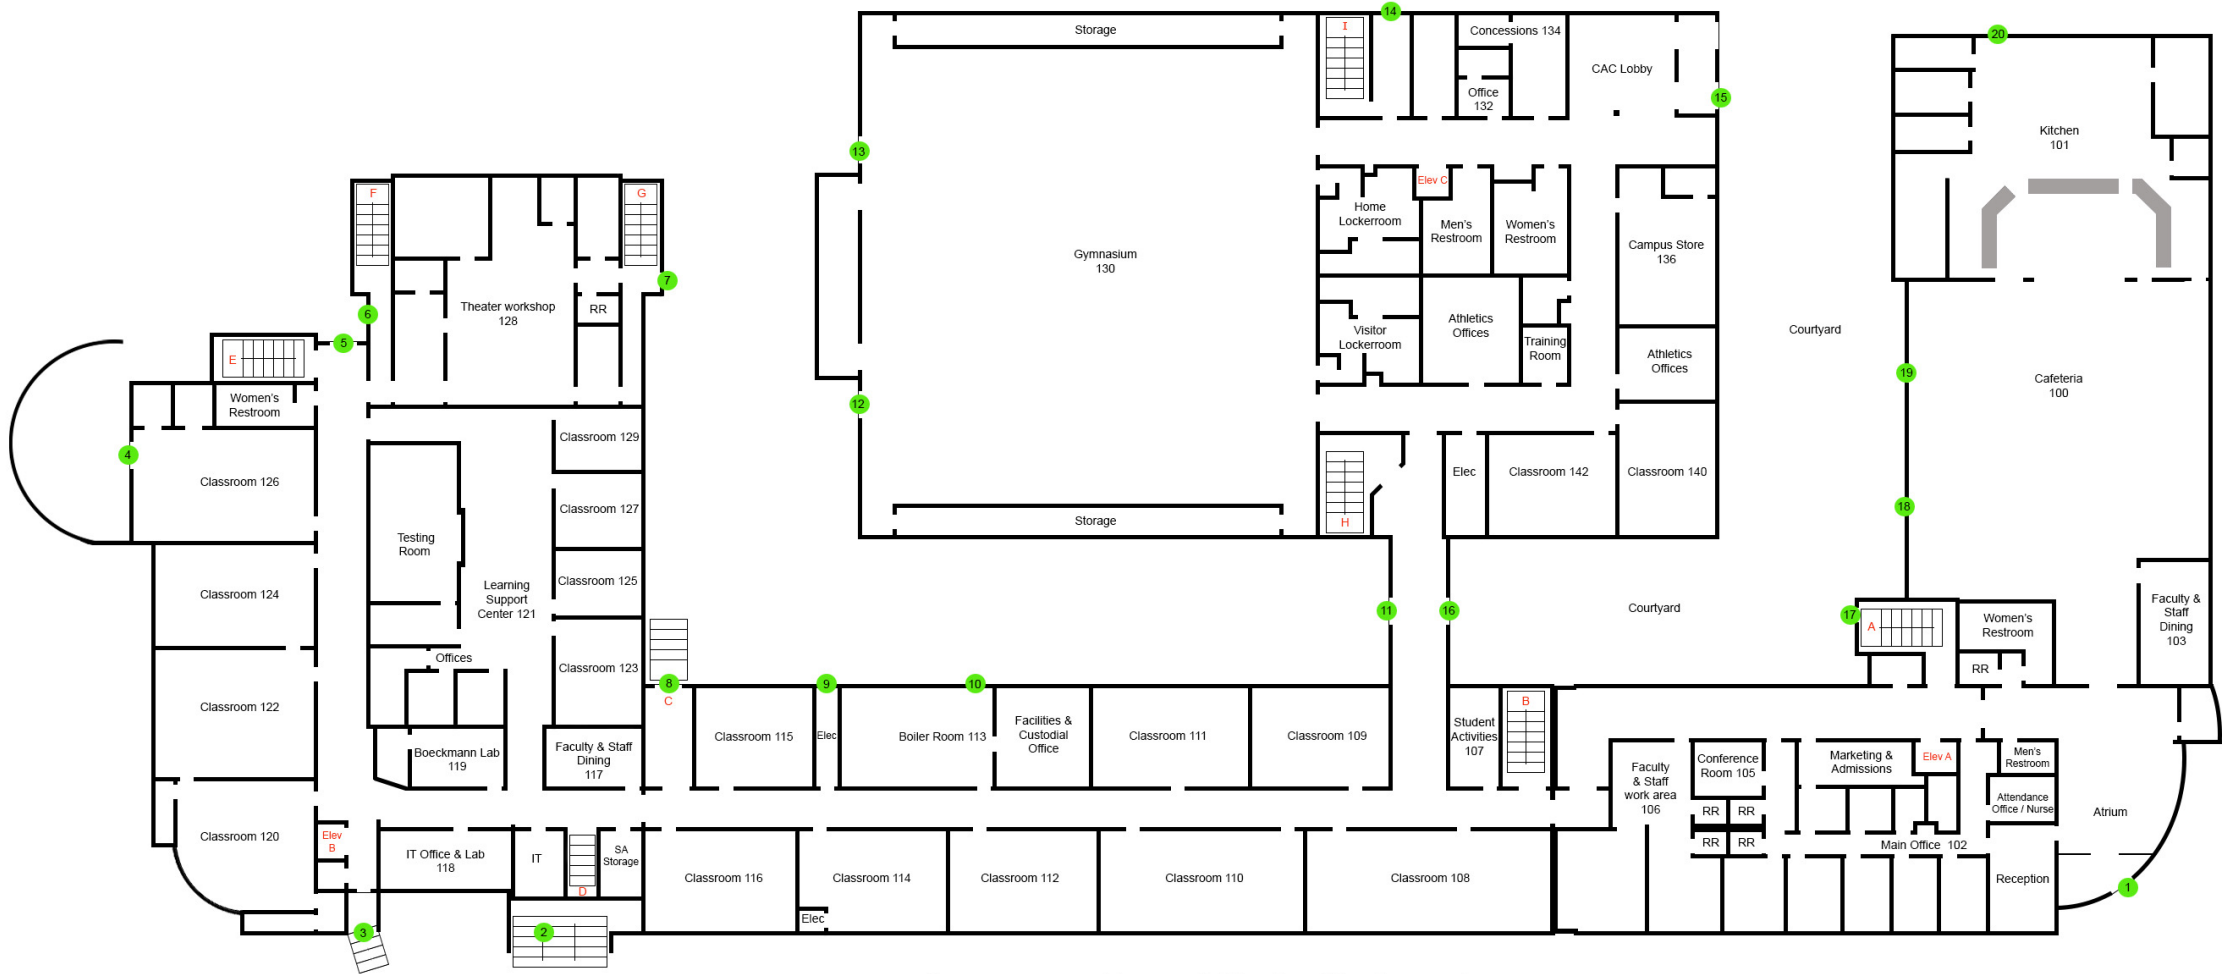 14
I
Storage
Concessions 134
20
CAC Lobby
Office
132
15
Kitchen
101
13
F
G
Elev C
Home
Lockerroom
Men's
Restroom
Women's
Restroom
Campus Store
136
Gymnasium
130
7
6
Theater workshop
128
RR
Visitor
Lockerroom
Athletics
Offices
Training
Room
Athletics
Offices
Courtyard
5
E
19
Cafeteria
100
Women's
Restroom
12
4
Classroom 129
Classroom 126
Elec
Classroom 142
Classroom 140
Classroom 127
18
Storage
H
Testing
Room
Classroom 125
Learning
Support
Center 121
Classroom 124
11
16
Courtyard
17
A
Women's
Restroom
Faculty &
Staff
Dining
103
Offices
Classroom 123
RR
8
C
9
10
B
Classroom 122
Boeckmann Lab
119
Faculty & Staff
Dining
117
Classroom 115
Elec
Boiler Room 113
Facilities &
Custodial
Office
Classroom 111
Classroom 109
Student
Activities
107
Faculty
& Staff
work area
106
Conference
Room 105
Marketing &
Admissions
Elev A
Men's
Restroom
Attendance
Office / Nurse
Atrium
RR
RR
RR
RR
Main Office 102
Reception
1
Classroom 120
Elev
B
IT Office & Lab
118
IT
D
SA
Storage
Classroom 116
Classroom 114
Elec
Classroom 112
Classroom 110
Classroom 108
3
2